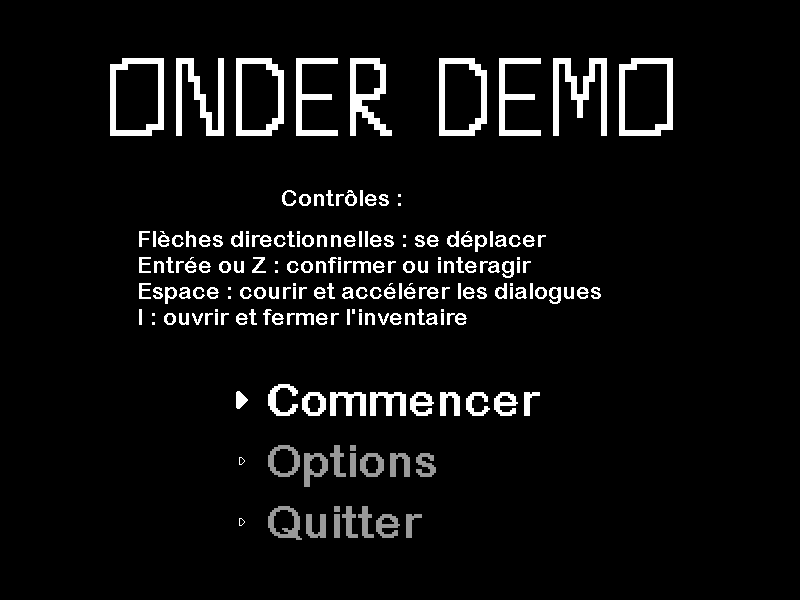 ONDER DEMO
Contrôles :
Flèches directionnelles : se déplacer
Entrée ou Z : confirmer ou interagir
Espace : courir et accélérer les dialogues
I : ouvrir et fermer l'inventaire
Commencer
Options
Quitter